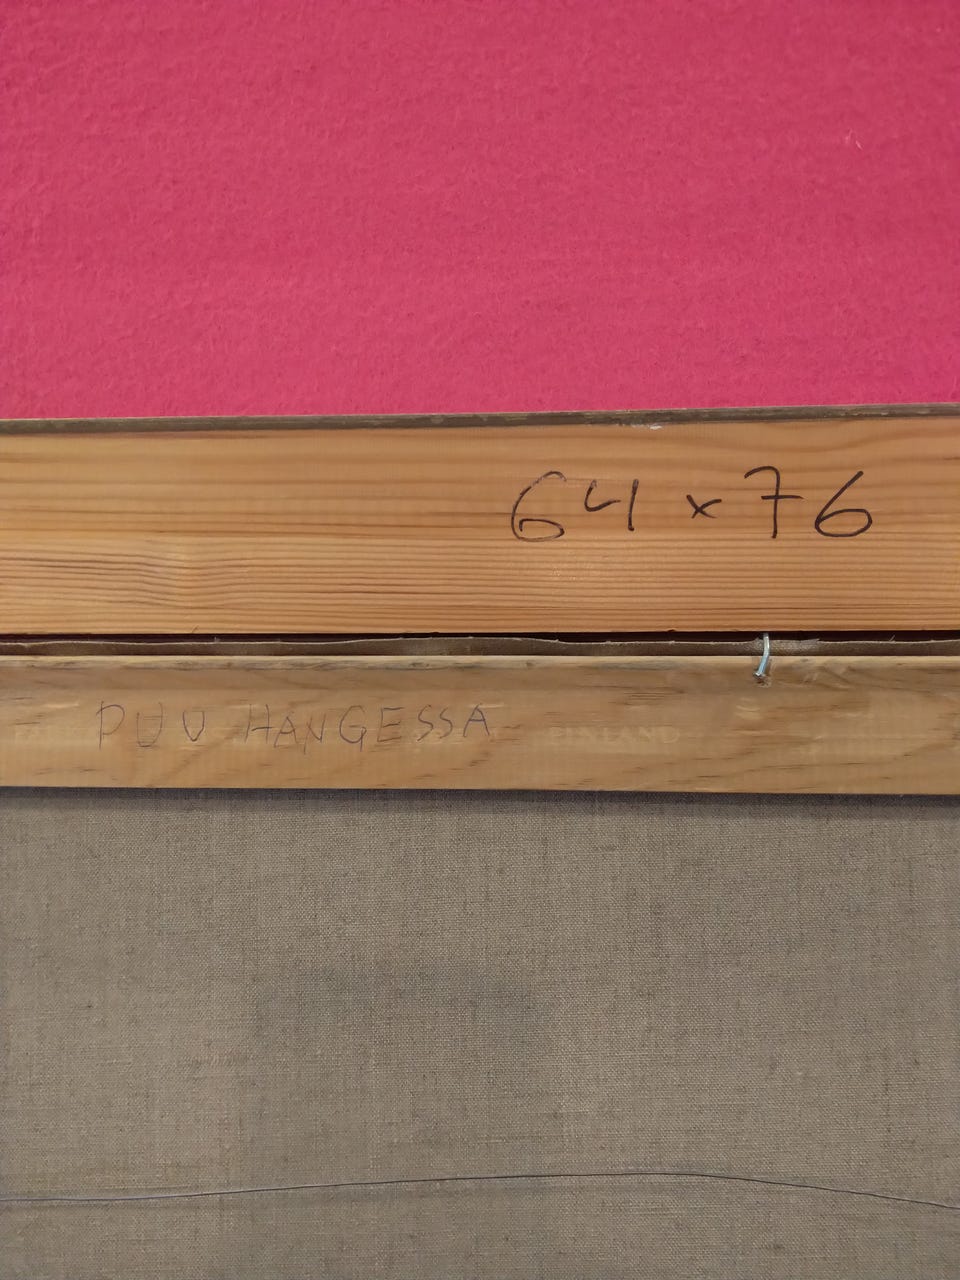 64 x 76
PUU HANGESSA
FINLAND